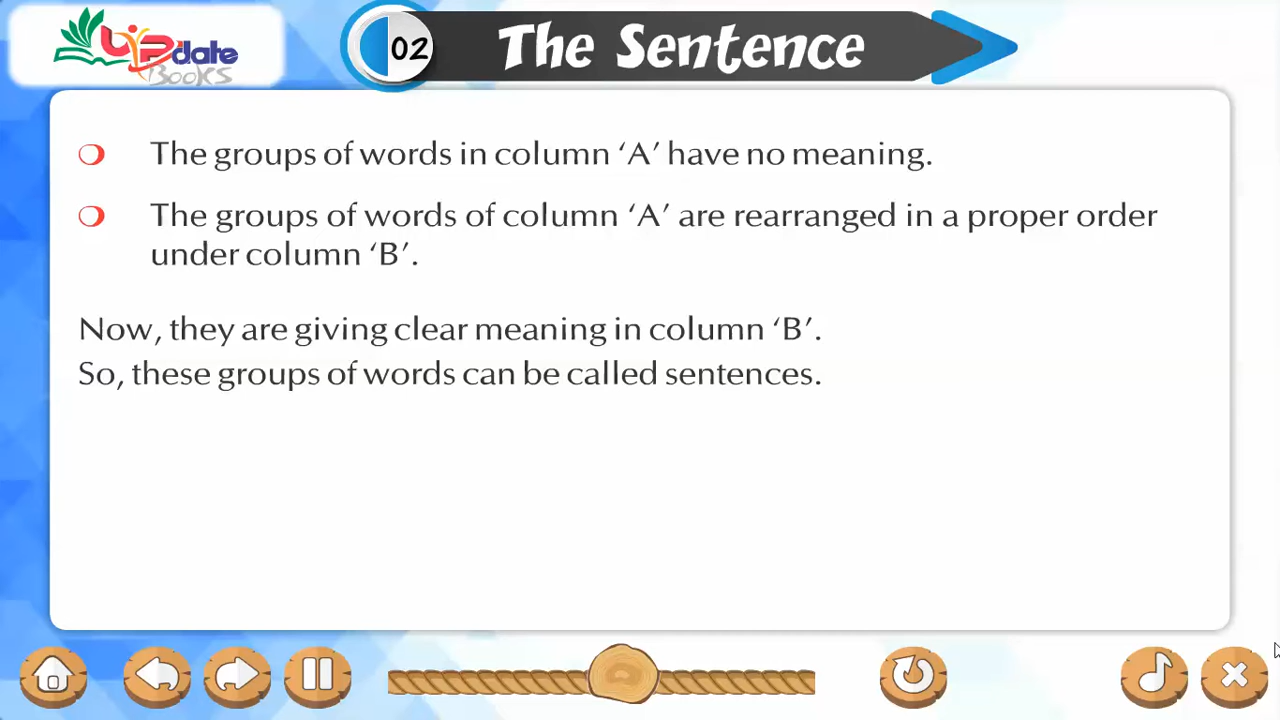 UPdate
Books
02
The Sentence
❍ The groups of words in column ‘A’ have no meaning.
❍ The groups of words of column ‘A’ are rearranged in a proper order
under column ‘B’.
Now, they are giving clear meaning in column ‘B’.
So, these groups of words can be called sentences.